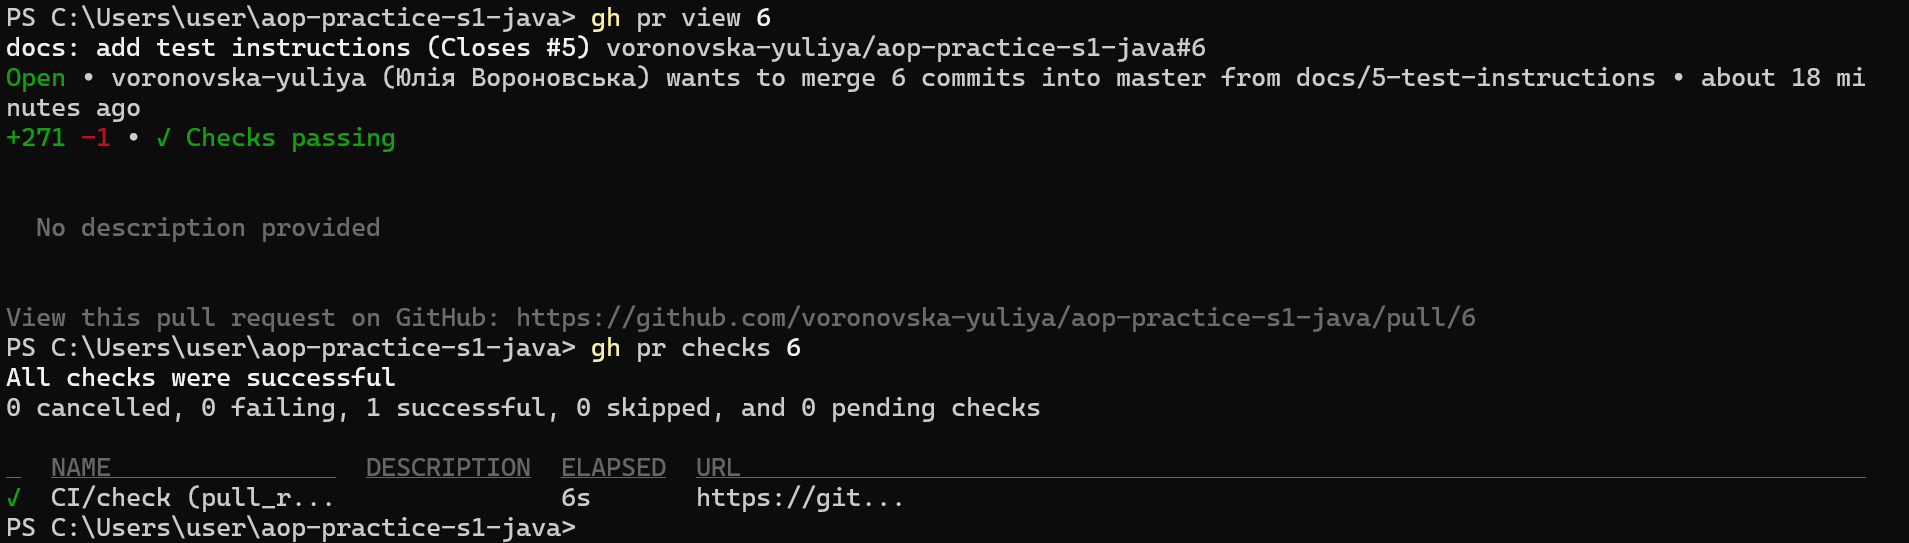 PS C:\Users\user\aop-practice-s1-java> gh pr view 6
docs: add test instructions (Closes #5) voronovska-yuliya/aop-practice-s1-java#6
Open • voronovska-yuliya (Юлія Вороновська) wants to merge 6 commits into master from docs/5-test-instructions • about 18 mi
nutes ago
+271 -1 • ✓ Checks passing
No description provided
View this pull request on GitHub: https://github.com/voronovska-yuliya/aop-practice-s1-java/pull/6
PS C:\Users\user\aop-practice-s1-java> gh pr checks 6
All checks were successful
0 cancelled, 0 failing, 1 successful, 0 skipped, and 0 pending checks
_ NAME DESCRIPTION ELAPSED URL
✓ CI/check (pull_r... 6s https://git...
PS C:\Users\user\aop-practice-s1-java>